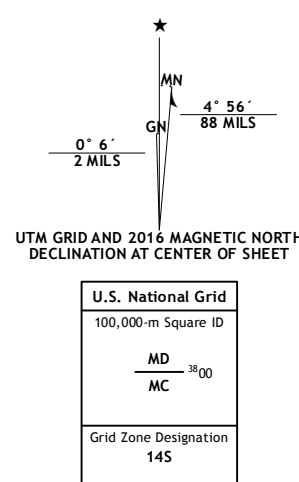 ★
MN
4° 56´
88 MILS
GN
0° 6´
2 MILS
UTM GRID AND 2016 MAGNETIC NORTH
DECLINATION AT CENTER OF SHEET
U.S. National Grid
100,000-m Square ID
MD
3800
MC
Grid Zone Designation
14S